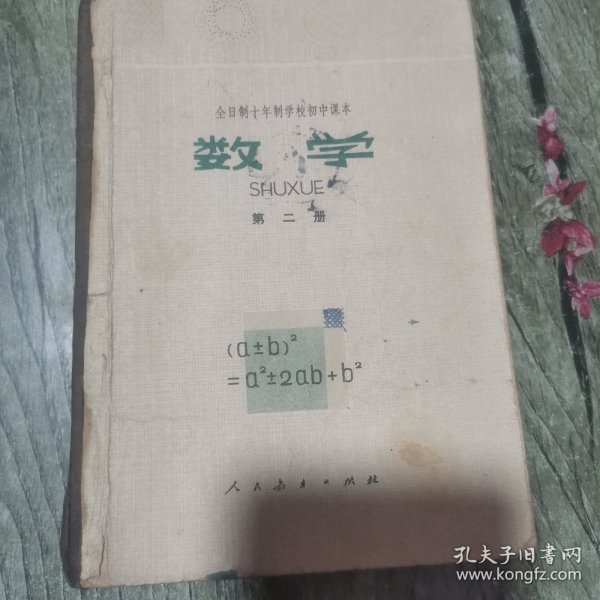 全日制十年制学校初中课本
数学
SHUXUE
第二册
(a±b)²
=a²±2ab+b²
人民教育出版社
孔夫子旧书网
www.kongfz.com